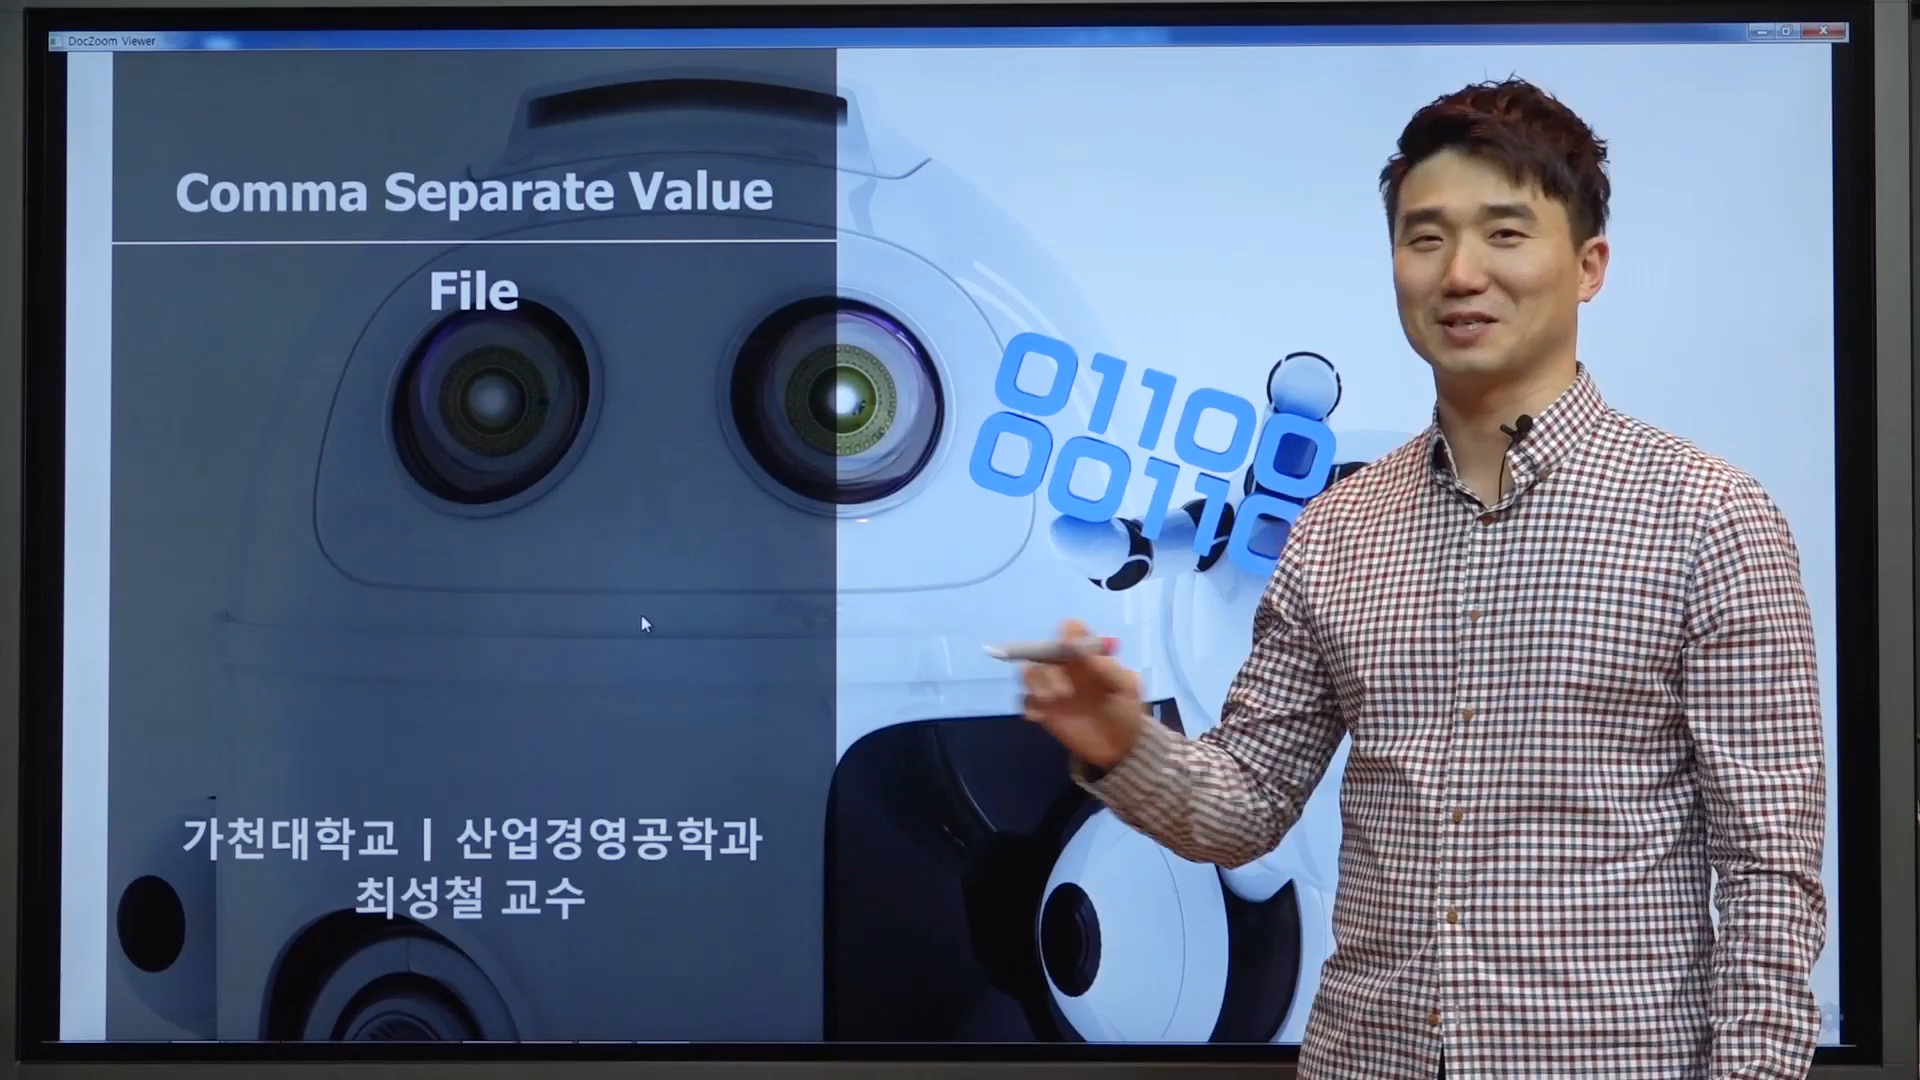 DocZoom Viewer
Comma Separate Value
File
01100
00110
가천대학교 | 산업경영공학과
최성철 교수